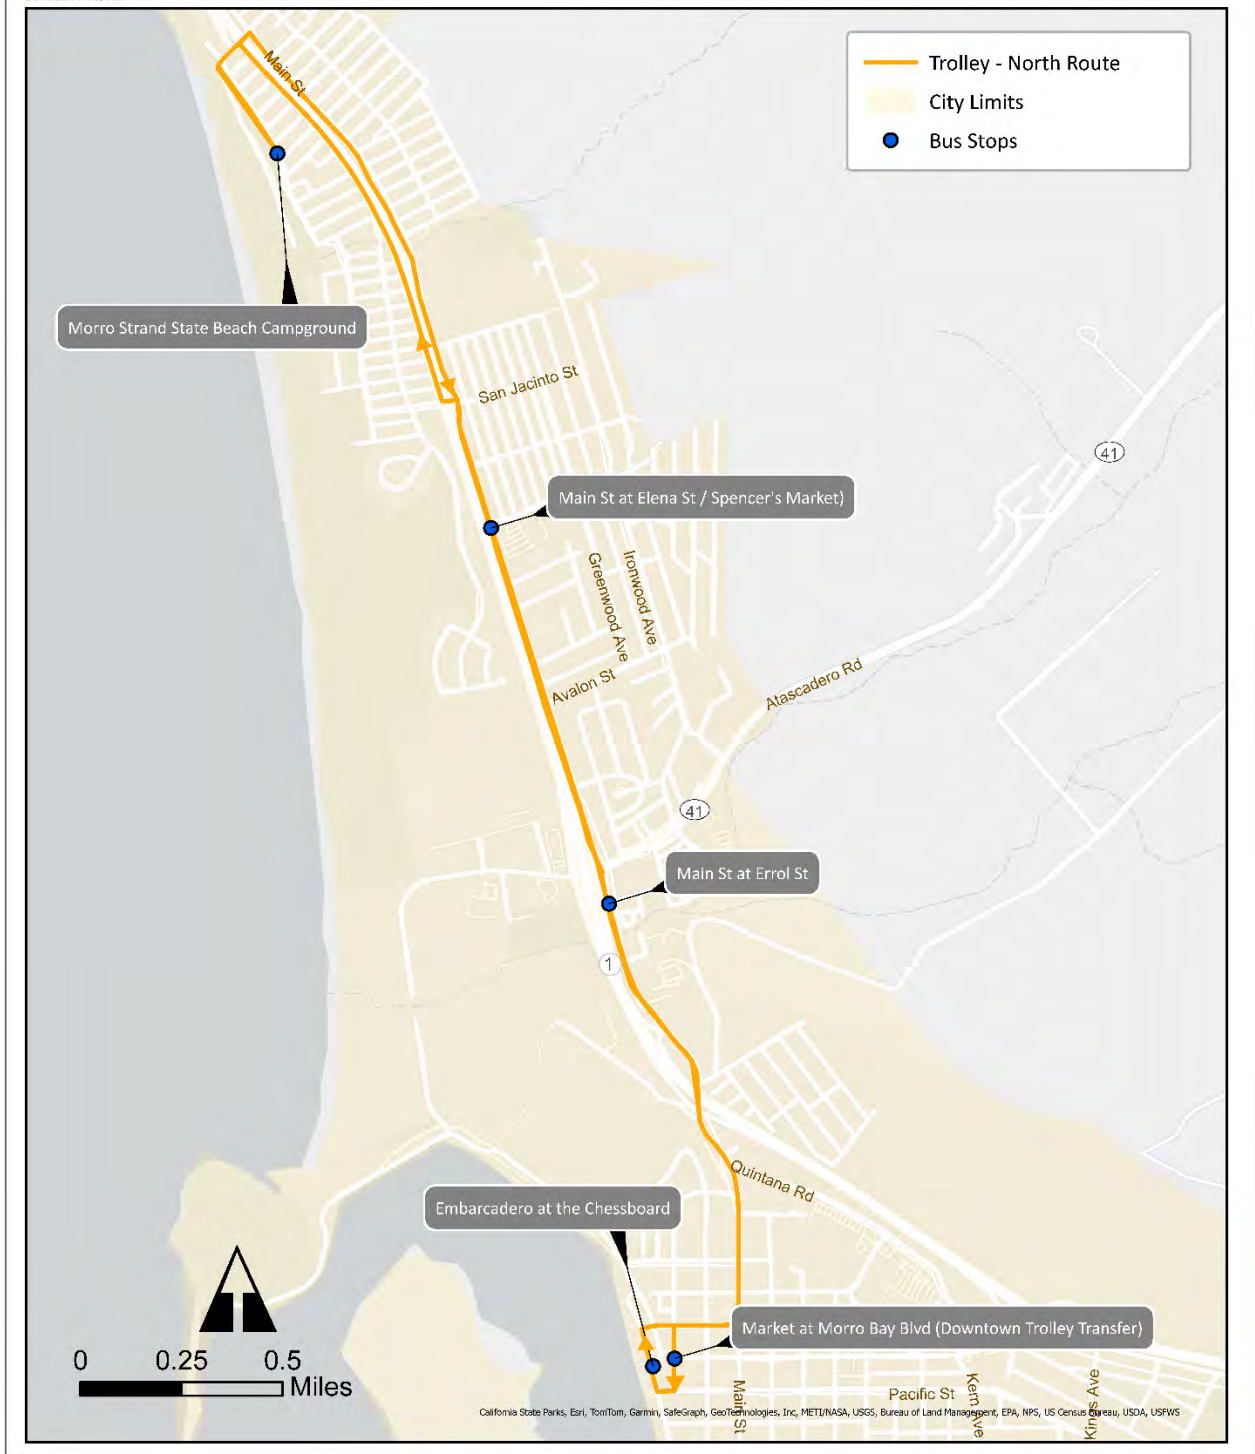 Trolley - North Route
City Limits
Bus Stops
Main St
Morro Strand State Beach Campground
San Jacinto St
41
Main St at Elena St / Spencer's Market)
Greenwood Ave
Ironwood Ave
Avalon St
Atascadero Rd
41
Main St at Errol St
1
Quintana Rd
Embarcadero at the Chessboard
Market at Morro Bay Blvd (Downtown Trolley Transfer)
0 0.25 0.5
Miles
Main St
Pacific St
Kern Ave
Kings Ave
California State Parks, Esri, TomTom, Garmin, SafeGraph, GeoTechnologies, Inc, METI/NASA, USGS, Bureau of Land Management, EPA, NPS, US Census Bureau, USDA, USFWS